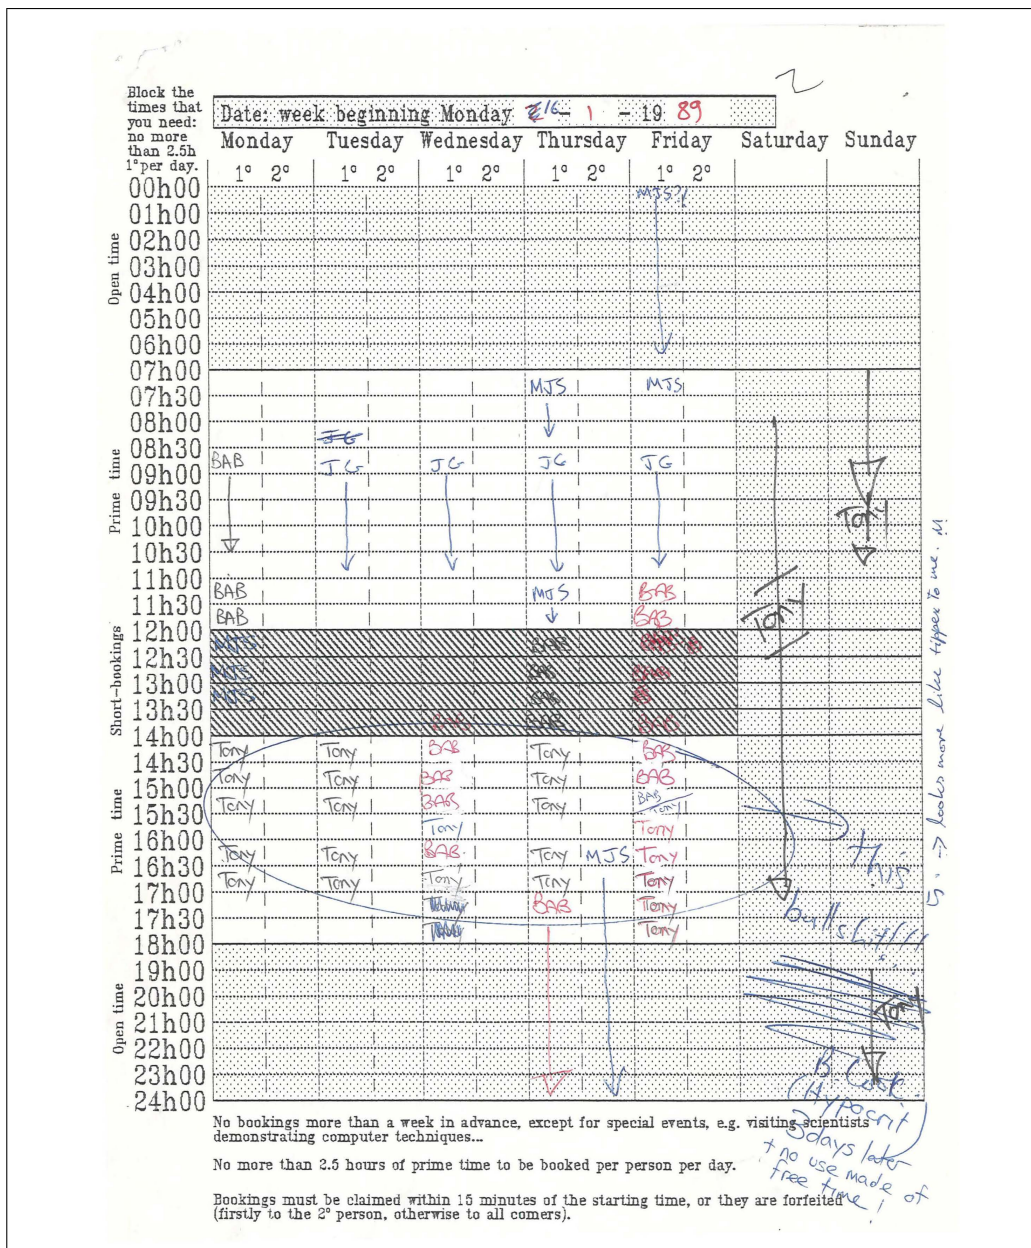 2
Block the
times that
you need:
no more
than 2.5h
1° per day.
Date: week beginning Monday 16 - 1 - 19 89
Monday Tuesday Wednesday Thursday Friday Saturday Sunday
1° 2° 1° 2° 1° 2° 1° 2° 1° 2°
00h00 MJS?!
01h00
02h00
Open time
03h00
04h00
05h00
06h00
07h00
07h30 MJS MJS
08h00
08h30 JG
BAB JG JG JG JG
09h00
Prime time
09h30
10h00 Tony
10h30
11h00
BAB MJS BAB
11h30 Tony
BAB BAB
12h00
MJS BAB BAB B
12h30
Short-bookings
MJS BAB BAB
13h00
MJS BAB B
13h30
BAB BAB BAB
14h00
Tony Tony BAB Tony BAB
14h30
Tony Tony BAB Tony BAB
15h00
Tony Tony BAB Tony BAB Tony
15h30
Tony Tony
Prime time
16h00
Tony Tony BAB Tony MJS Tony
16h30
Tony Tony Tony Tony Tony
17h00
BAB Tony
17h30
Tony
18h00
this
bullshit!!!
19h00
20h00 Tony
Open time
21h00
22h00
23h00
24h00
B. Cook
(Hypocrit
3 days later
+ no use made of
free time!
-> looks more like tippex to me. M
No bookings more than a week in advance, except for special events, e.g. visiting scientists
demonstrating computer techniques...
No more than 2.5 hours of prime time to be booked per person per day.
Bookings must be claimed within 15 minutes of the starting time, or they are forfeited
(firstly to the 2° person, otherwise to all comers).